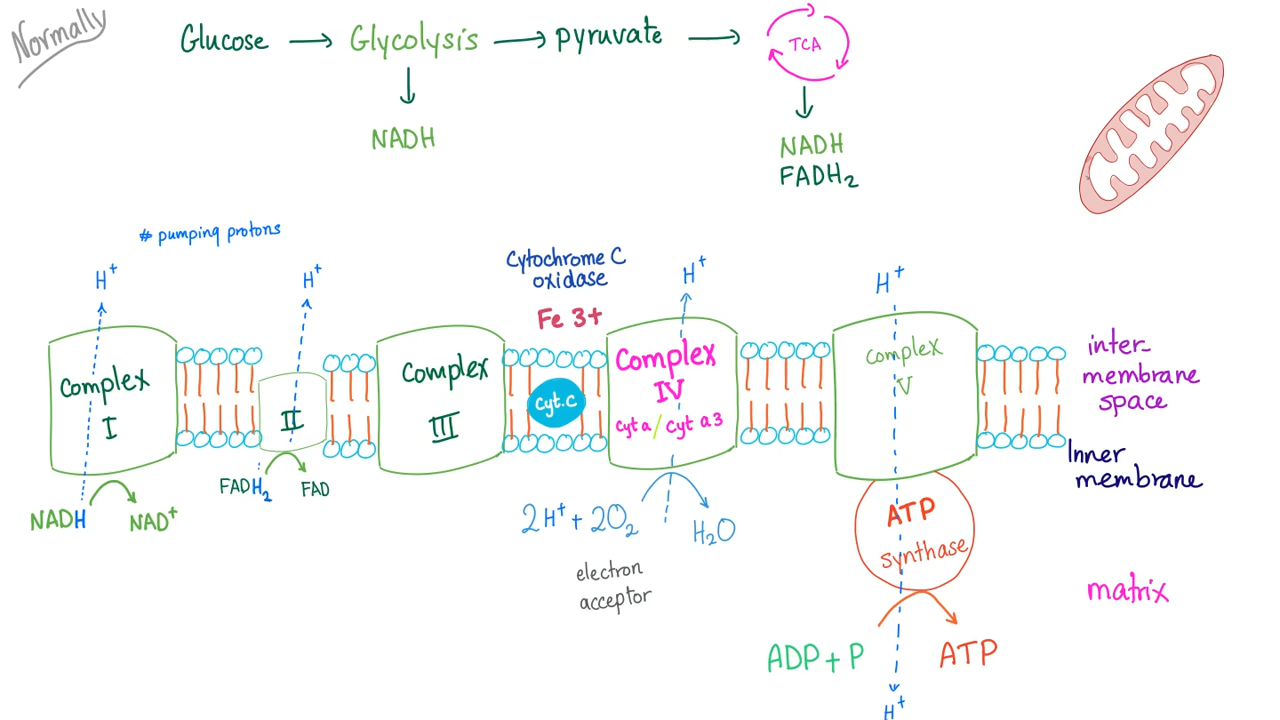 Normally
Glucose → Glycolysis → pyruvate → TCA
NADH
NADH
FADH₂
# pumping protons
H⁺
H⁺
Cytochrome C
oxidase
Fe 3+
H⁺
H⁺
Complex
I
II
Complex
III
Cyt.c
Complex
IV
Cyt a / Cyt a3
Complex
V
inter-
membrane
space
Inner
membrane
NADH
NAD⁺
FADH₂
FAD
2H⁺ + 2O₂
H₂O
electron
acceptor
ATP
synthase
matrix
ADP + P
ATP
H⁺